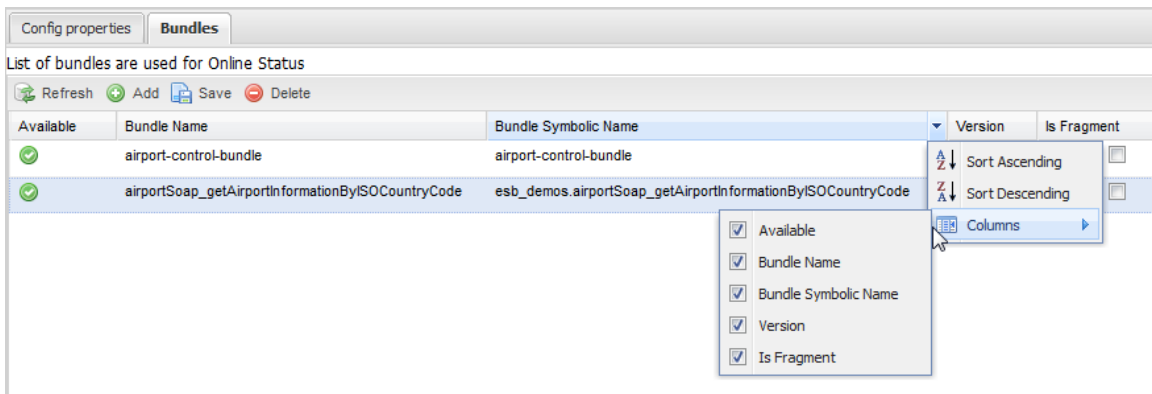 Config properties Bundles
List of bundles are used for Online Status
Refresh Add Save Delete
Available Bundle Name Bundle Symbolic Name Version Is Fragment
airport-control-bundle airport-control-bundle
Sort Ascending
airportSoap_getAirportInformationByISOCountryCode esb_demos.airportSoap_getAirportInformationByISOCountryCode
Sort Descending
Columns
Available
Bundle Name
Bundle Symbolic Name
Version
Is Fragment